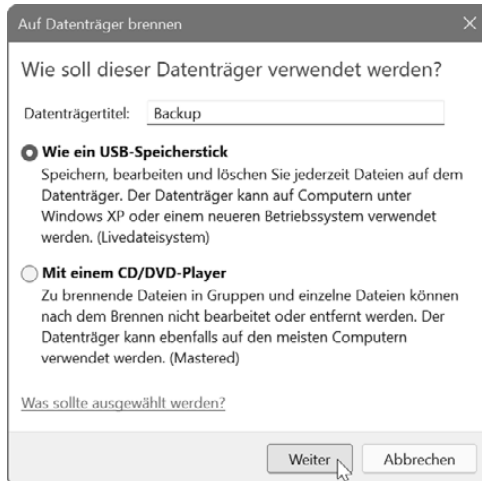 Auf Datenträger brennen
Wie soll dieser Datenträger verwendet werden?
Datenträgertitel: Backup
Wie ein USB-Speicherstick
Speichern, bearbeiten und löschen Sie jederzeit Dateien auf dem
Datenträger. Der Datenträger kann auf Computern unter
Windows XP oder einem neueren Betriebssystem verwendet
werden. (Livedateisystem)
Mit einem CD/DVD-Player
Zu brennende Dateien in Gruppen und einzelne Dateien können
nach dem Brennen nicht bearbeitet oder entfernt werden. Der
Datenträger kann ebenfalls auf den meisten Computern
verwendet werden. (Mastered)
Was sollte ausgewählt werden?
Weiter Abbrechen